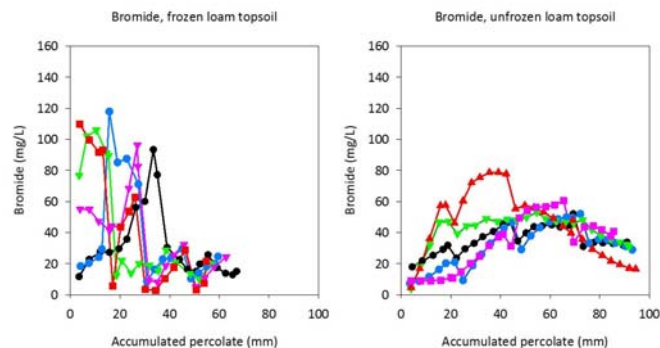 Bromide, frozen loam topsoil
160
140
120
100
80
60
40
20
0
Bromide (mg/L)
0 20 40 60 80 100
Accumulated percolate (mm)
Bromide, unfrozen loam topsoil
160
140
120
100
80
60
40
20
0
Bromide (mg/L)
0 20 40 60 80 100
Accumulated percolate (mm)